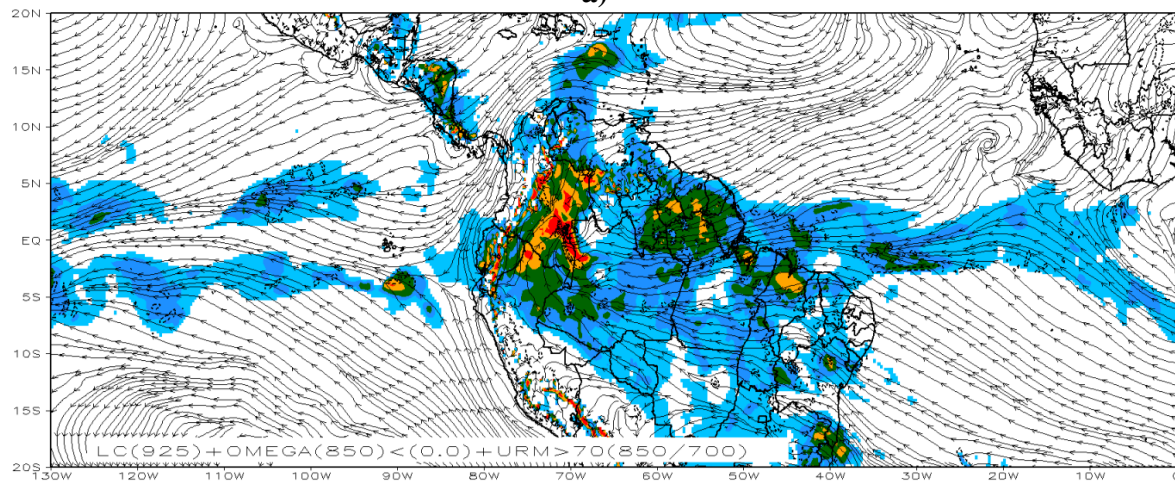 a)
20N
15N
10N
5N
EQ
5S
10S
15S
20S
LC(925)+OMEGA(850)<(0.0)+URM>70(850/700)
130W 120W 110W 100W 90W 80W 70W 60W 50W 40W 30W 20W 10W